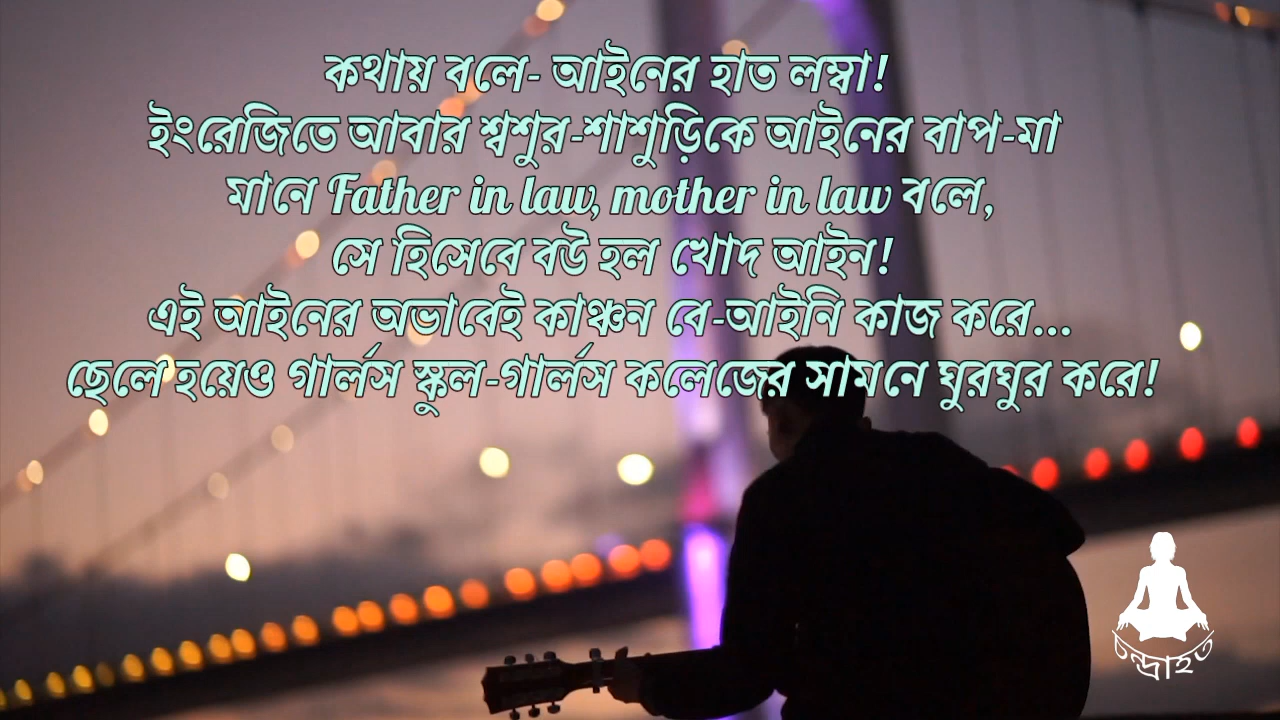 কথায় বলে- আইনের হাত লম্বা!
ইংরেজিতে আবার শ্বশুর-শাশুড়িকে আইনের বাপ-মা
মানে Father in law, mother in law বলে,
সে হিসেবে বউ হল খোদ আইন!
এই আইনের অভাবেই কাঞ্চন বে-আইনি কাজ করে...
ছেলে হয়েও গার্লস স্কুল-গার্লস কলেজের সামনে ঘুরঘুর করে!
চন্দ্রাহত